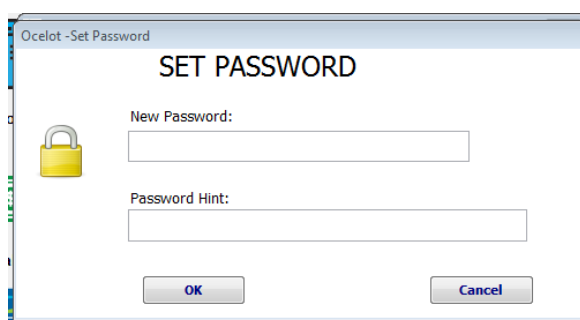 Ocelot -Set Password
SET PASSWORD
New Password:
Password Hint:
OK
Cancel